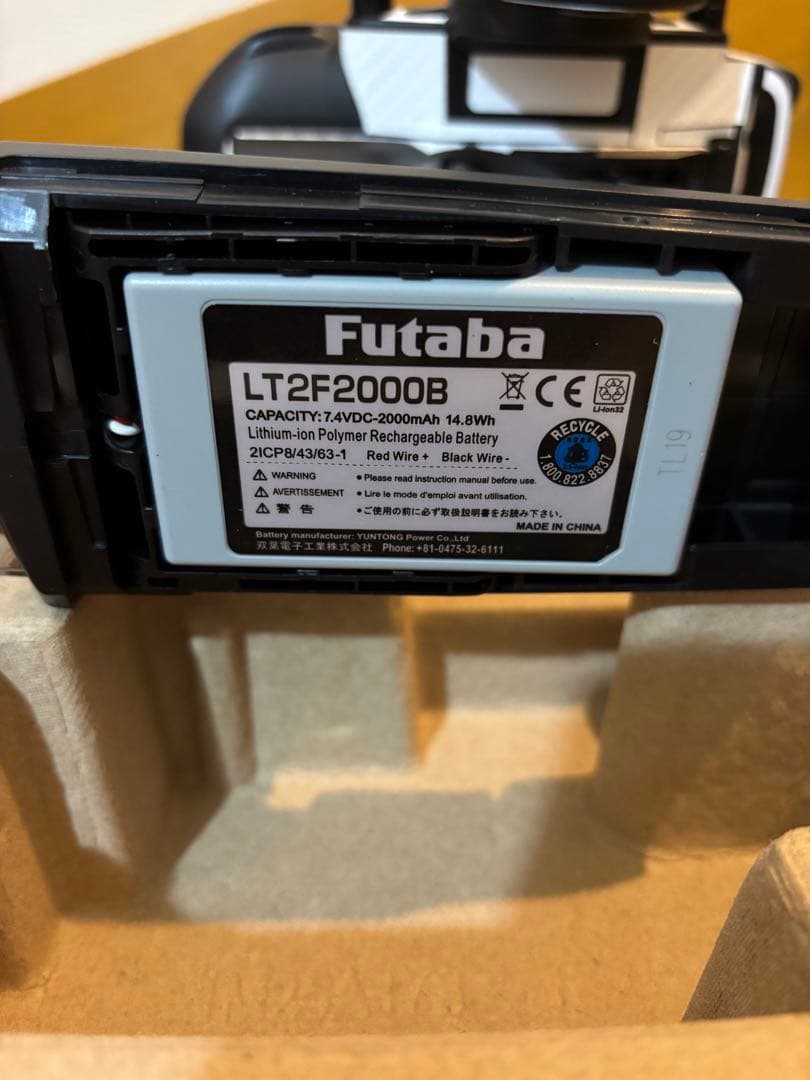 Futaba
LT2F2000B
CAPACITY:7.4VDC-2000mAh 14.8Wh
Lithium-ion Polymer Rechargeable Battery
2ICP8/43/63-1 Red Wire + Black Wire -
CE
Li-Ion32
RECYCLE
Li-Ion
1.800.822.8837
WARNING • Please read instruction manual before use.
AVERTISSEMENT • Lire le mode d'emploi avant utilisation.
警告 •ご使用の前に必ず取扱説明書をお読み下さい。
MADE IN CHINA
Battery manufacturer: YUNTONG Power Co.,Ltd
双葉電子工業株式会社 Phone: +81-0475-32-6111
TL19